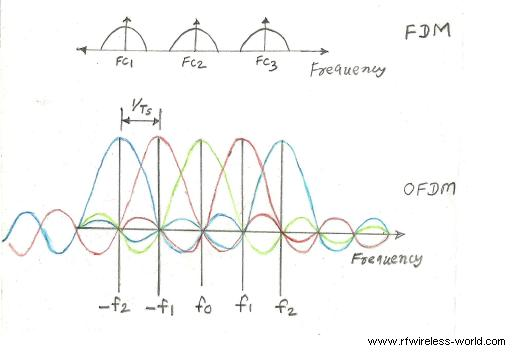 FDM
FC1 FC2 FC3
Frequency
1/Ts
OFDM
Frequency
-f2 -f1 f0 f1 f2
www.rfwireless-world.com